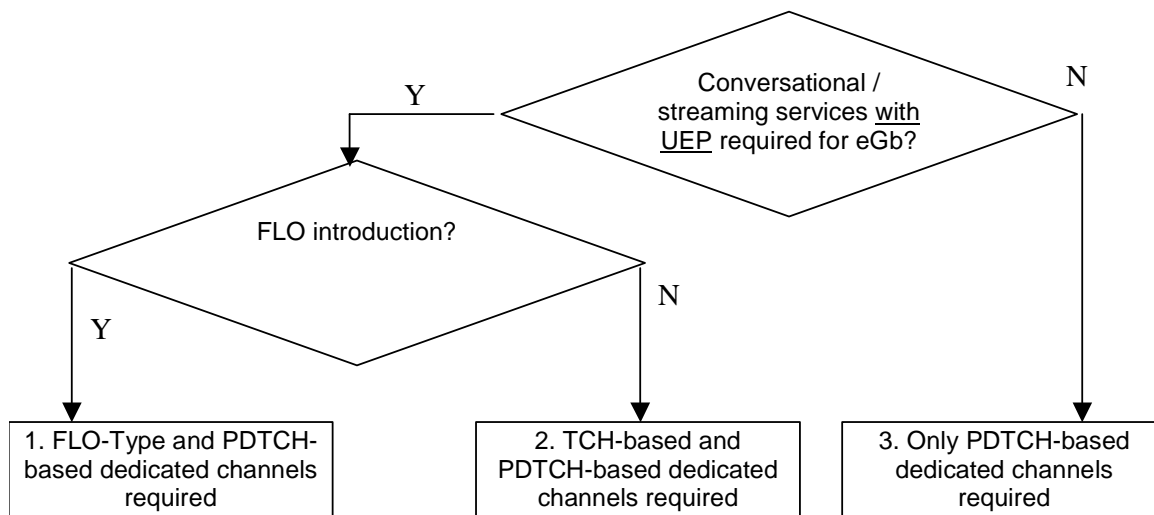 Conversational /
streaming services with
UEP required for eGb?
N
Y
FLO introduction?
N
Y
1. FLO-Type and PDTCH-
based dedicated channels
required
2. TCH-based and
PDTCH-based dedicated
channels required
3. Only PDTCH-based
dedicated channels
required